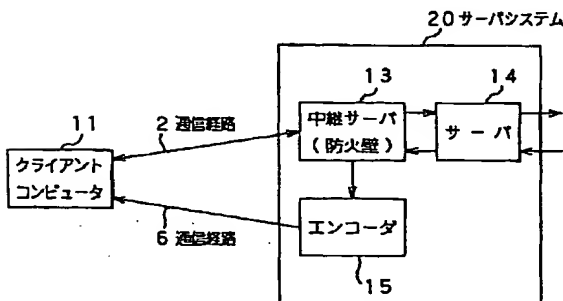 20 サーバシステム
13
14
11
2 通信経路
中継サーバ
(防火壁)
サーバ
クライアント
コンピュータ
6 通信経路
エンコーダ
15